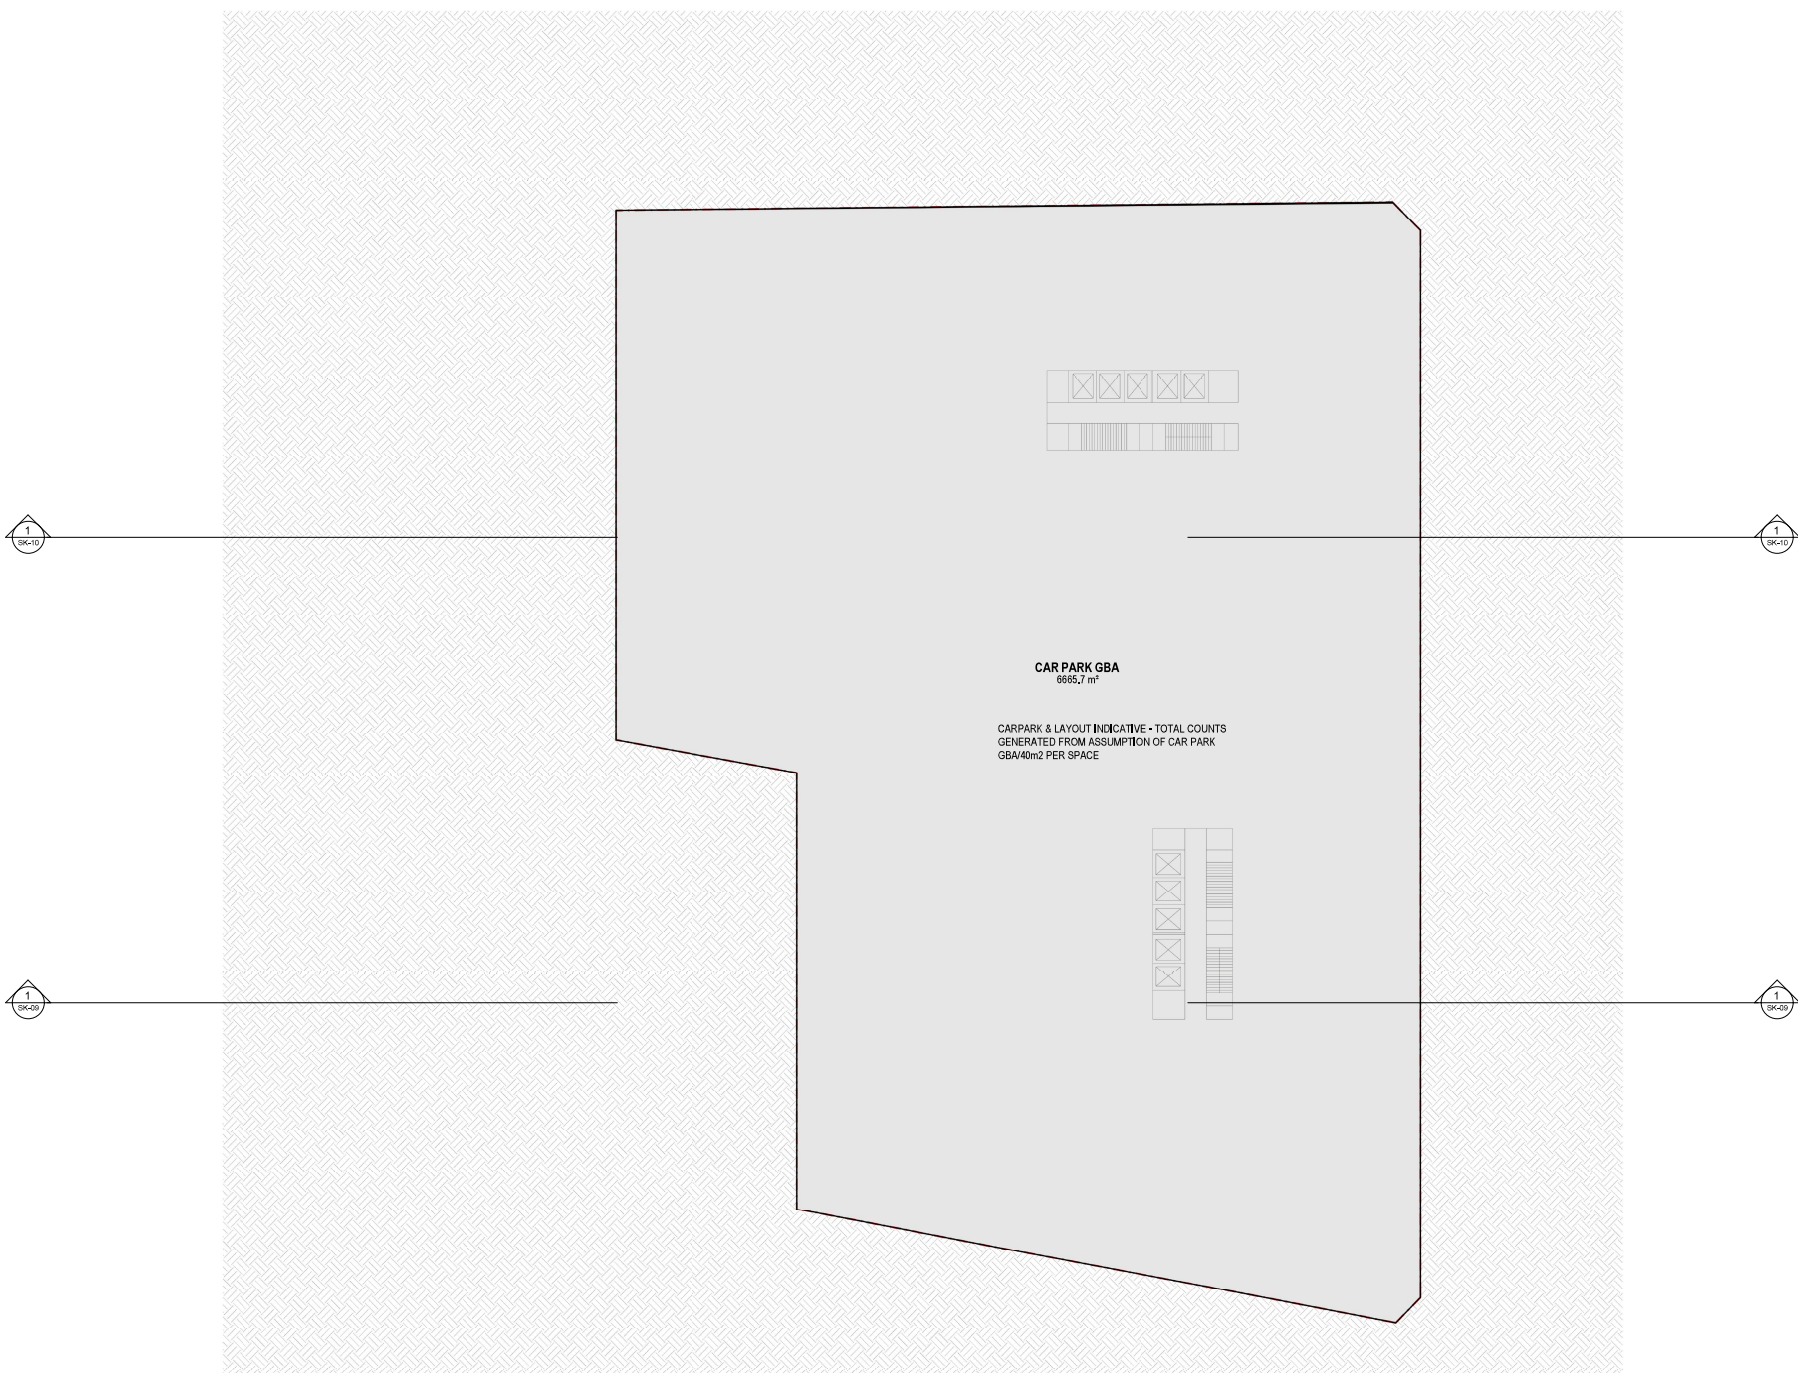 1
SK-10
1
SK-10
CAR PARK GBA
6665.7 m²
CARPARK & LAYOUT INDICATIVE - TOTAL COUNTS
GENERATED FROM ASSUMPTION OF CAR PARK
GBA/40m2 PER SPACE
1
SK-09
1
SK-09